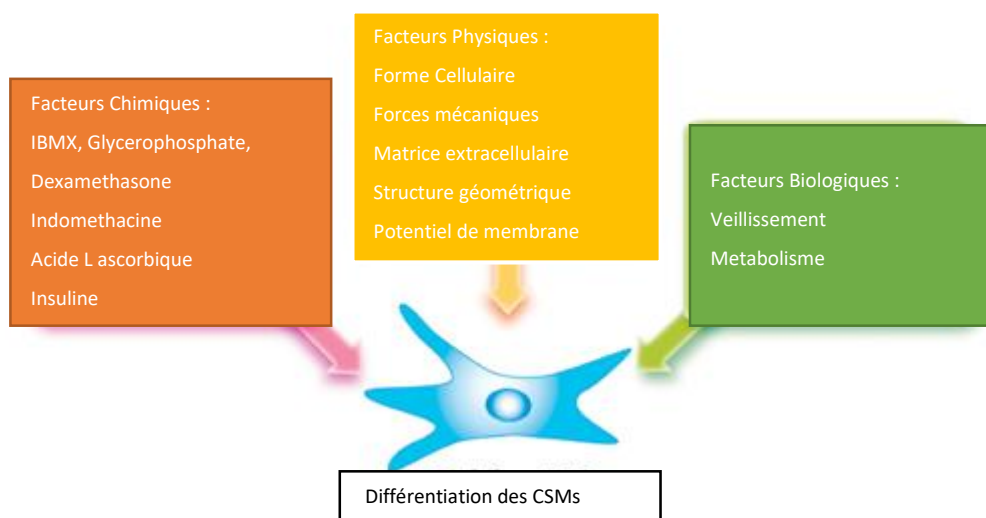 Facteurs Chimiques :
IBMX, Glycerophosphate,
Dexamethasone
Indomethacine
Acide L ascorbique
Insuline
Facteurs Physiques :
Forme Cellulaire
Forces mécaniques
Matrice extracellulaire
Structure géométrique
Potentiel de membrane
Facteurs Biologiques :
Veillissement
Metabolisme
Différentiation des CSMs